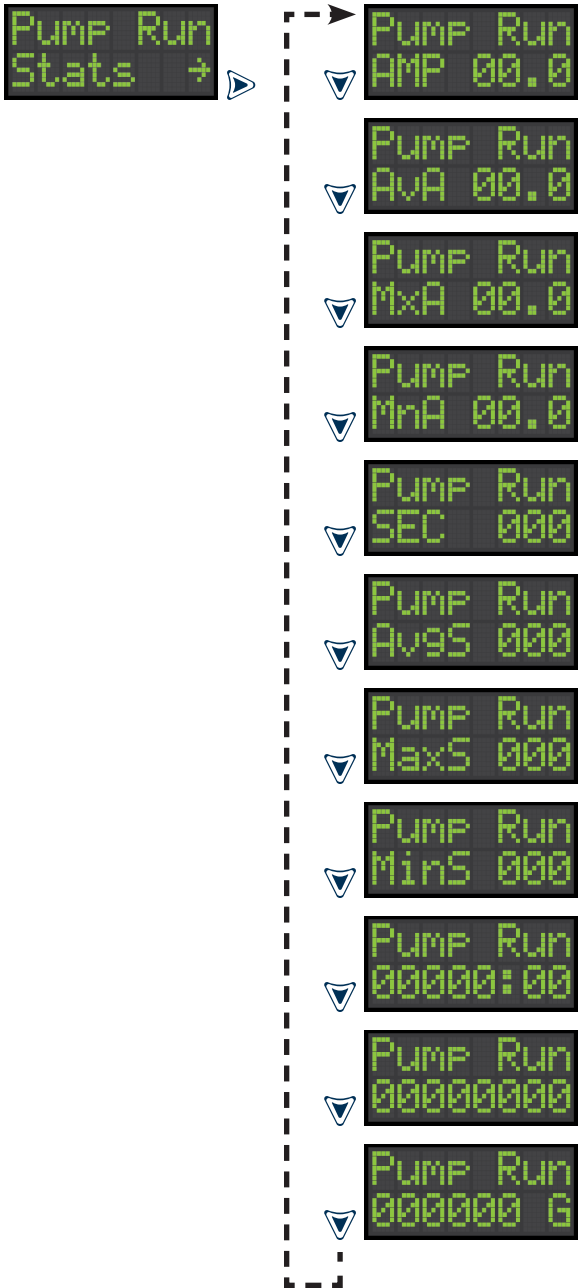 Pump Run
Stats →
Pump Run
AMP 00.0
Pump Run
AvA 00.0
Pump Run
MxA 00.0
Pump Run
MnA 00.0
Pump Run
SEC 000
Pump Run
AvgS 000
Pump Run
MaxS 000
Pump Run
MinS 000
Pump Run
00000:00
Pump Run
00000000
Pump Run
000000 G